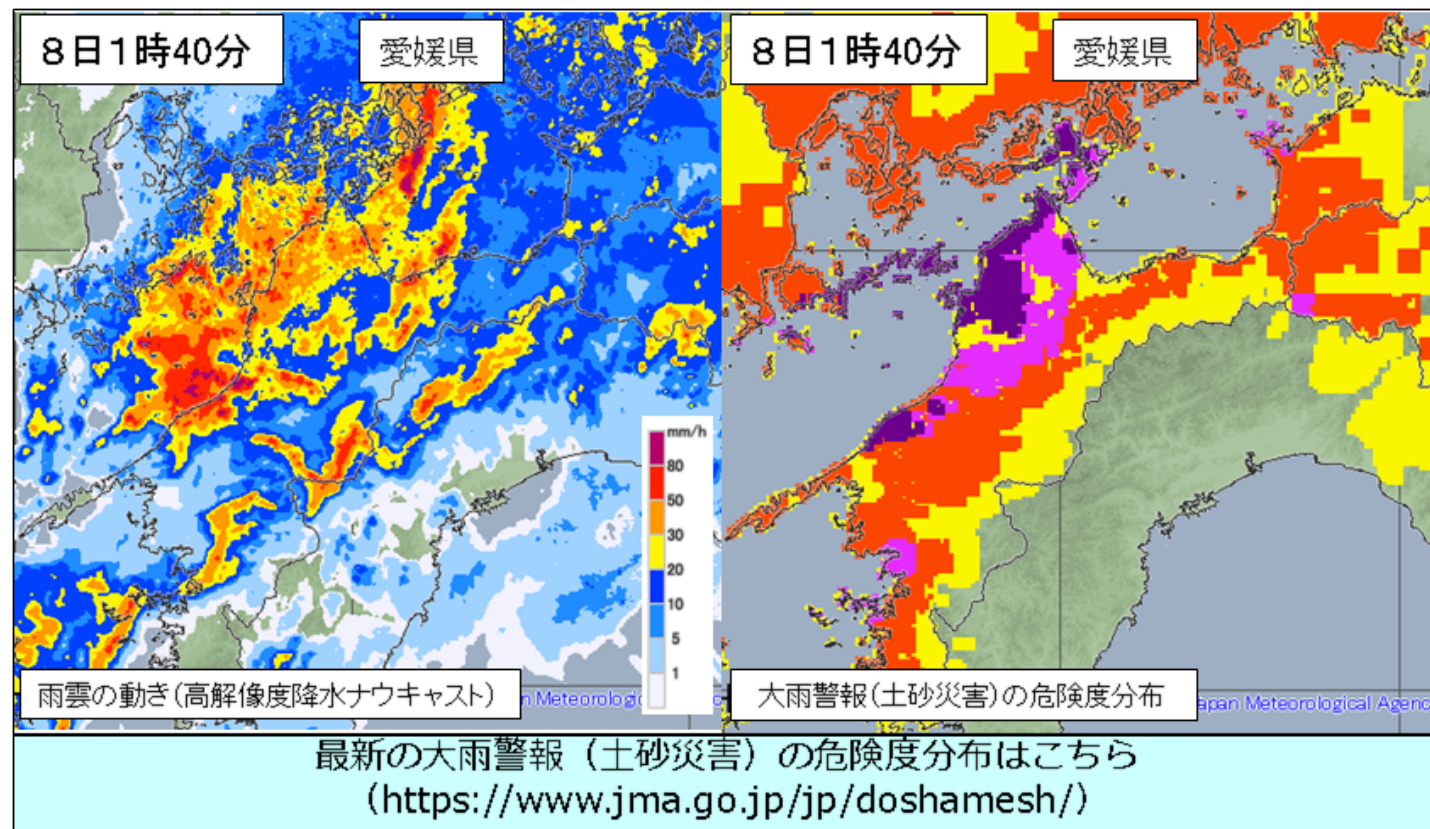 8日1時40分
愛媛県
8日1時40分
愛媛県
mm/h
80
50
30
20
10
5
1
雨雲の動き(高解像度降水ナウキャスト)
大雨警報(土砂災害)の危険度分布
apan Meteorological Agenc
最新の大雨警報(土砂災害)の危険度分布はこちら
(https://www.jma.go.jp/jp/doshamesh/)